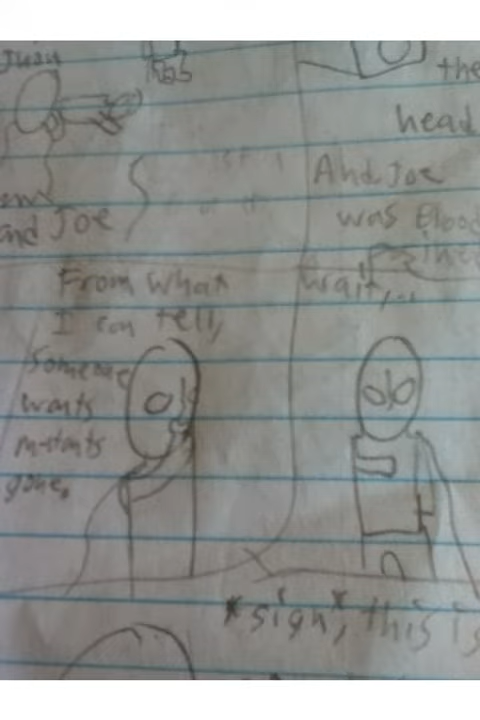 Juan
the
head
And Joe
was Blood
and Joe
From What
I can tell,
Someone
wants
mutants
gone.
wait,..
*sign*, this is